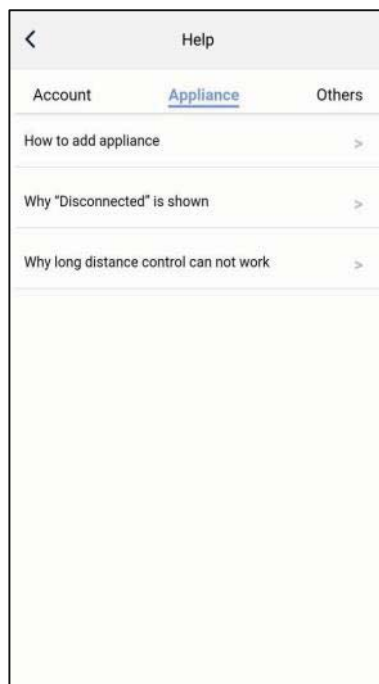 Help
Account Appliance Others
How to add appliance >
Why “Disconnected” is shown >
Why long distance control can not work >